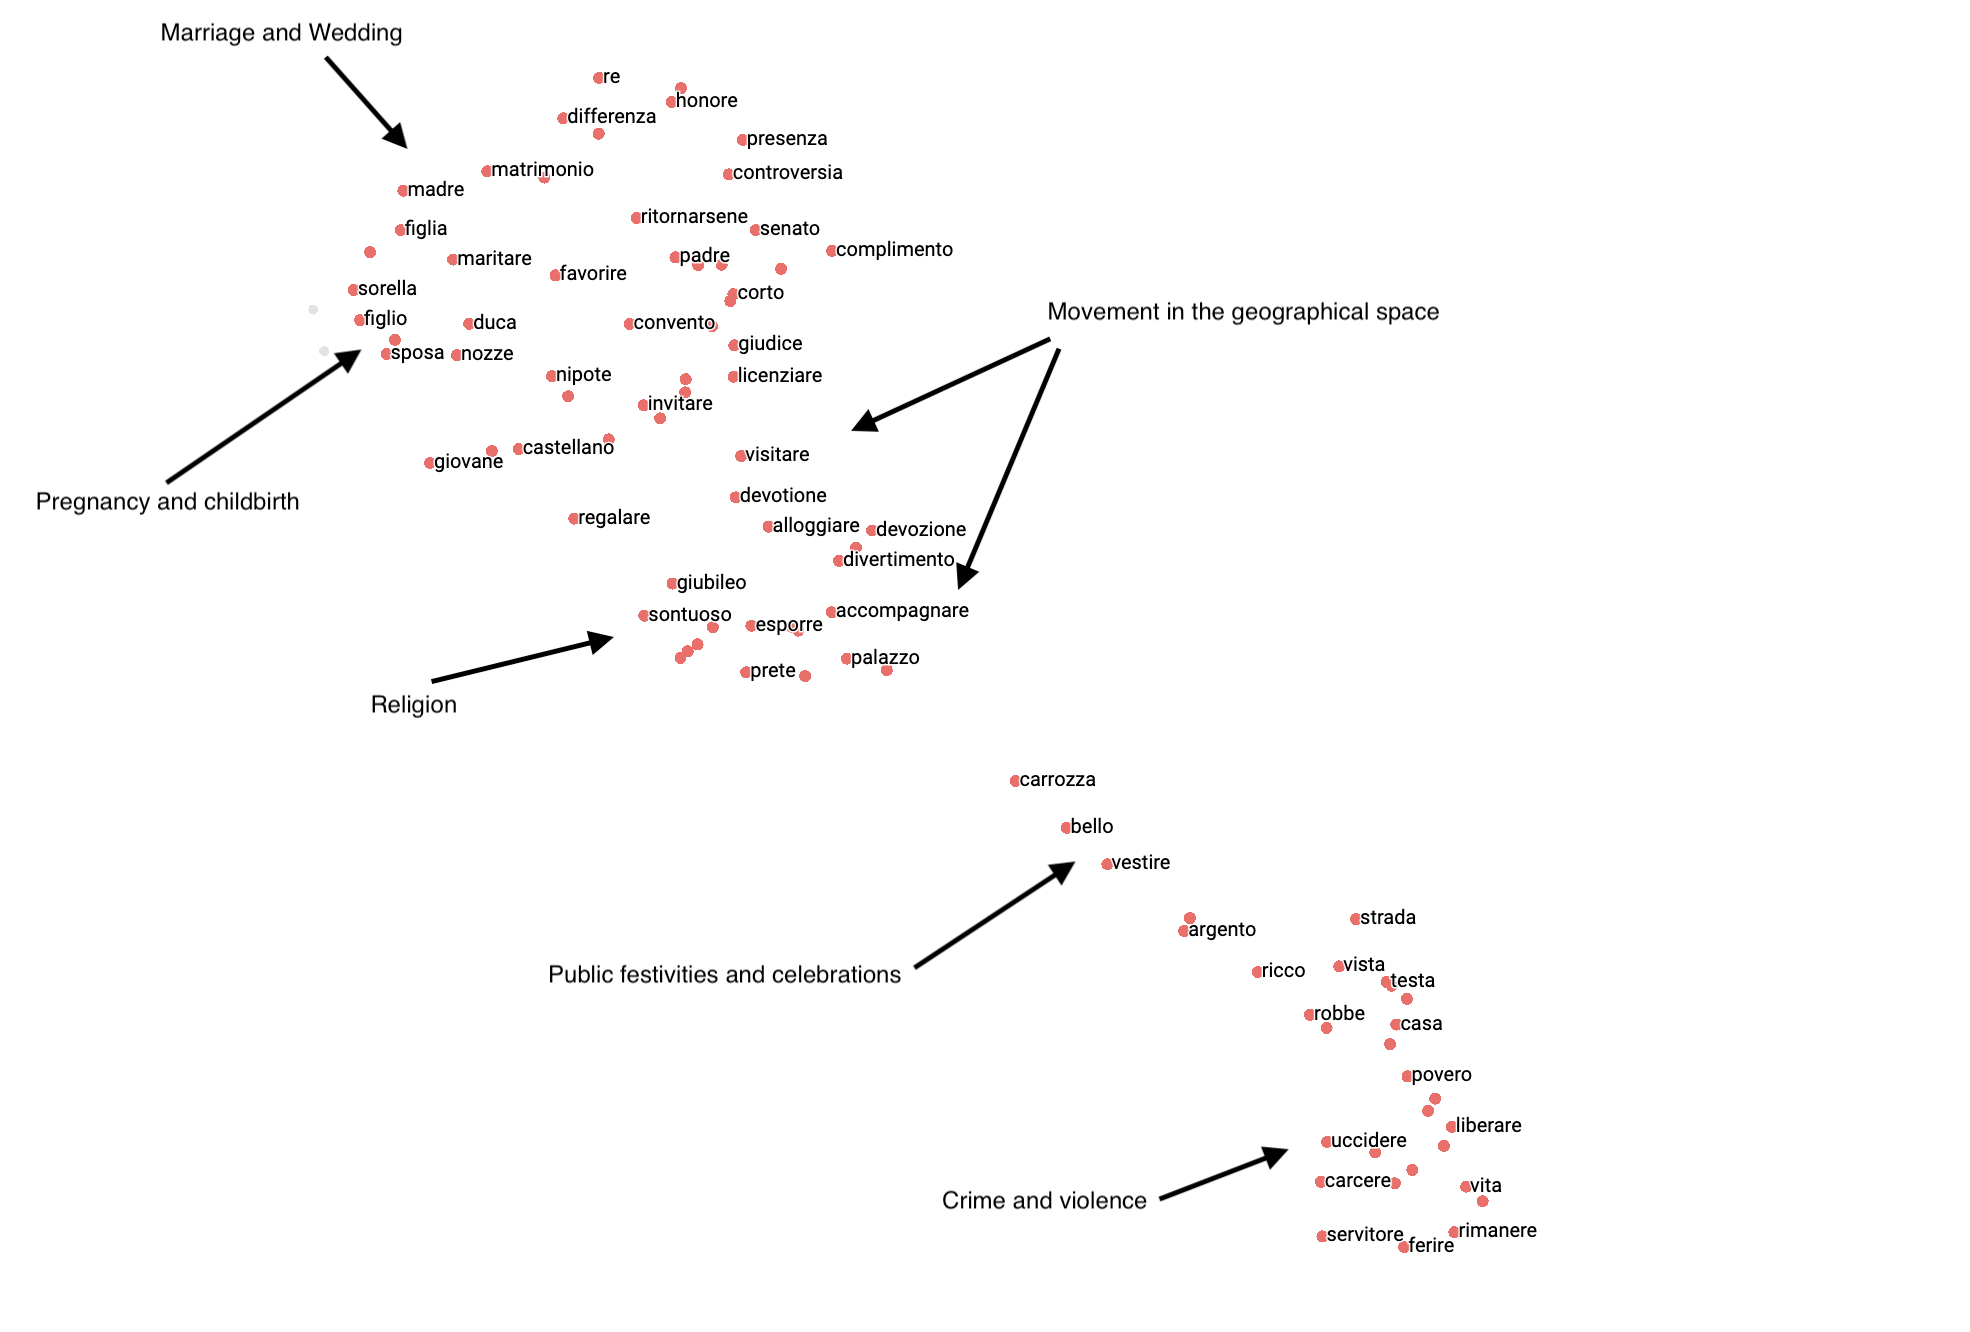 Marriage and Wedding
re
honore
differenza
presenza
matrimonio
controversia
madre
ritornarsene
figlia
senato
complimento
padre
maritare
favorire
sorella
corto
Movement in the geographical space
figlio
duca
convento
giudice
sposa
nozze
nipote
licenziare
invitare
castellano
visitare
giovane
devotione
Pregnancy and childbirth
regalare
alloggiare
devozione
divertimento
giubileo
accompagnare
sontuoso
esporre
palazzo
prete
Religion
carrozza
bello
vestire
strada
argento
vista
ricco
Public festivities and celebrations
testa
robbe
casa
povero
liberare
uccidere
carcere
vita
Crime and violence
rimanere
servitore
ferire